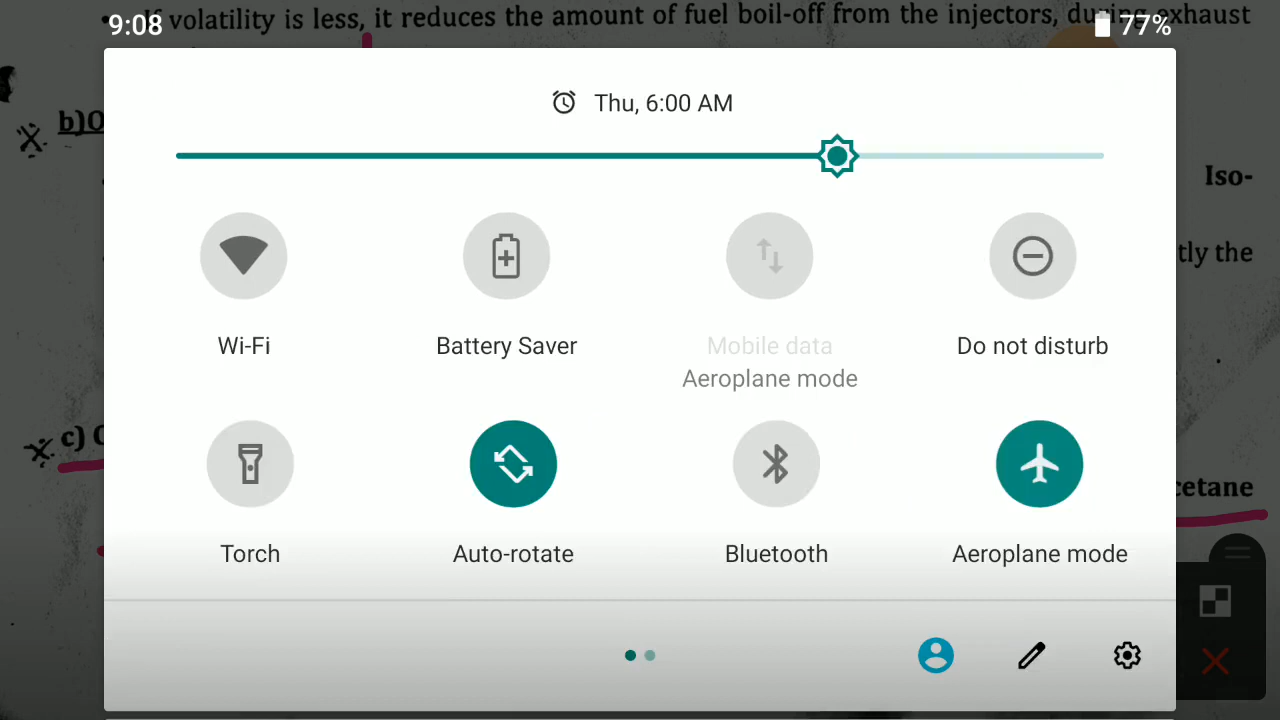 If volatility is less, it reduces the amount of fuel boil-off from the injectors, during exhaust
9:08
77%
Thu, 6:00 AM
b)O
Iso-
Wi-Fi
Battery Saver
Mobile data
Do not disturb
Aeroplane mode
tly the
c) C
cetane
Torch
Auto-rotate
Bluetooth
Aeroplane mode